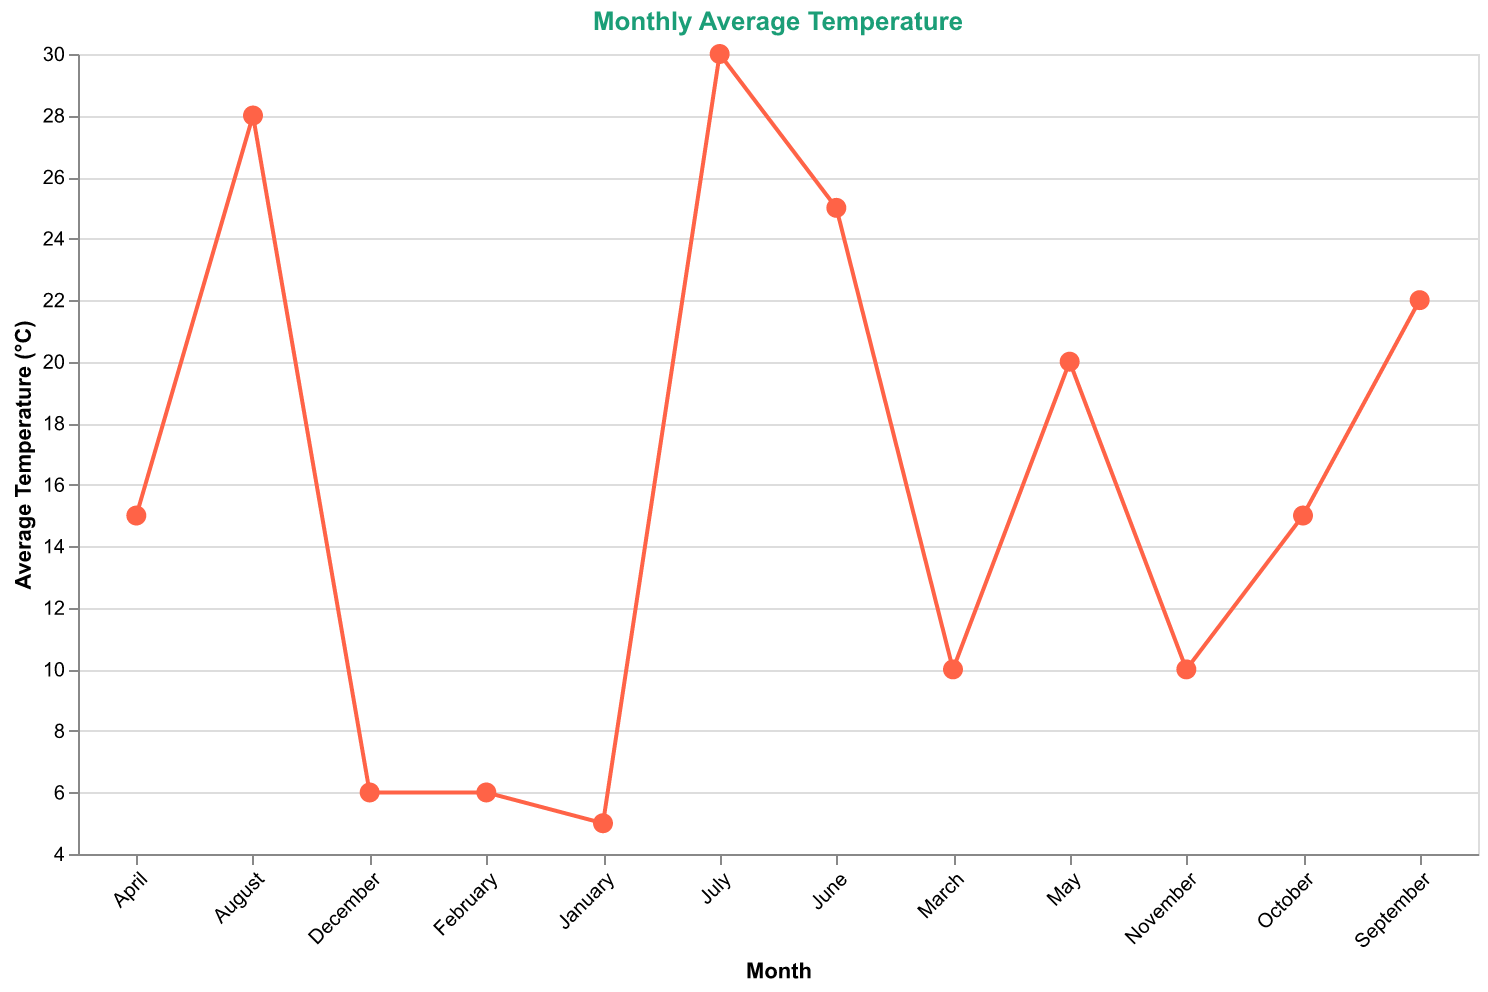 Monthly Average Temperature
30
28
26
24
22
20
18
16
14
12
10
8
6
4
Average Temperature (°C)
April
August
December
February
January
July
June
March
May
November
October
September
Month